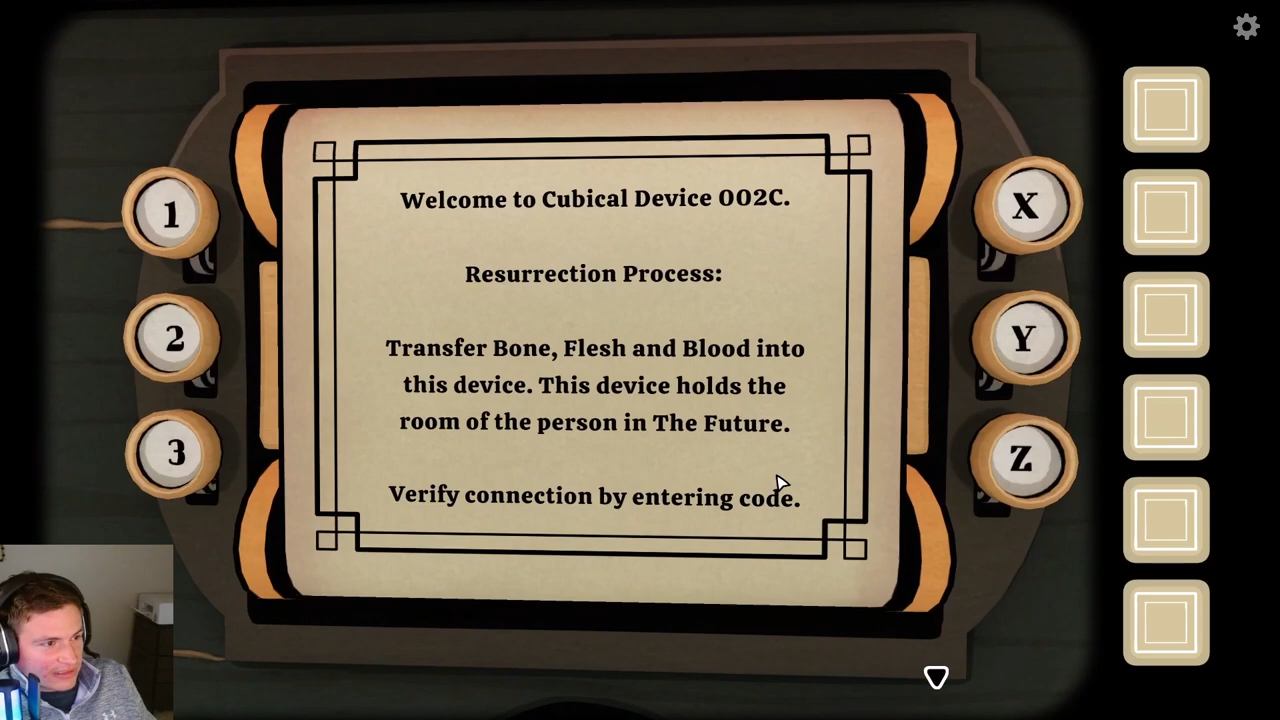 Welcome to Cubical Device 002C.
Resurrection Process:
Transfer Bone, Flesh and Blood into
this device. This device holds the
room of the person in The Future.
Verify connection by entering code.
1
2
3
X
Y
Z